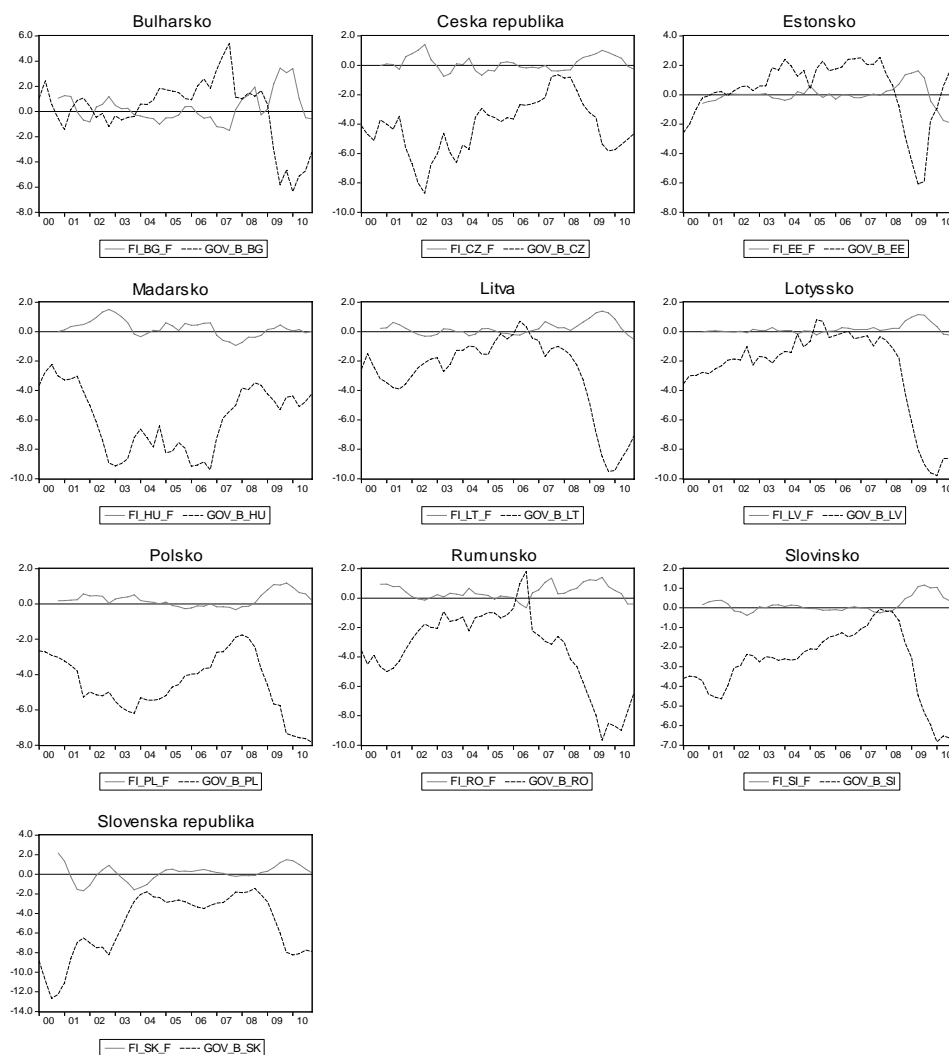 Bulharsko
6.0
4.0
2.0
0.0
-2.0
-4.0
-6.0
-8.0
00 01 02 03 04 05 06 07 08 09 10
FI_BG_F GOV_B_BG
Ceska republika
2.0
0.0
-2.0
-4.0
-6.0
-8.0
-10.0
00 01 02 03 04 05 06 07 08 09 10
FI_CZ_F GOV_B_CZ
Estonsko
4.0
2.0
0.0
-2.0
-4.0
-6.0
-8.0
00 01 02 03 04 05 06 07 08 09 10
FI_EE_F GOV_B_EE
Madarsko
2.0
0.0
-2.0
-4.0
-6.0
-8.0
-10.0
00 01 02 03 04 05 06 07 08 09 10
FI_HU_F GOV_B_HU
Litva
2.0
0.0
-2.0
-4.0
-6.0
-8.0
-10.0
00 01 02 03 04 05 06 07 08 09 10
FI_LT_F GOV_B_LT
Lotyssko
2.0
0.0
-2.0
-4.0
-6.0
-8.0
-10.0
00 01 02 03 04 05 06 07 08 09 10
FI_LV_F GOV_B_LV
Polsko
2.0
0.0
-2.0
-4.0
-6.0
-8.0
00 01 02 03 04 05 06 07 08 09 10
FI_PL_F GOV_B_PL
Rumunsko
2.0
0.0
-2.0
-4.0
-6.0
-8.0
-10.0
00 01 02 03 04 05 06 07 08 09 10
FI_RO_F GOV_B_RO
Slovinsko
2.0
1.0
0.0
-1.0
-2.0
-3.0
-4.0
-5.0
-6.0
-7.0
00 01 02 03 04 05 06 07 08 09 10
FI_SI_F GOV_B_SI
Slovenska republika
4.0
2.0
0.0
-2.0
-4.0
-6.0
-8.0
-10.0
-12.0
-14.0
00 01 02 03 04 05 06 07 08 09 10
FI_SK_F GOV_B_SK